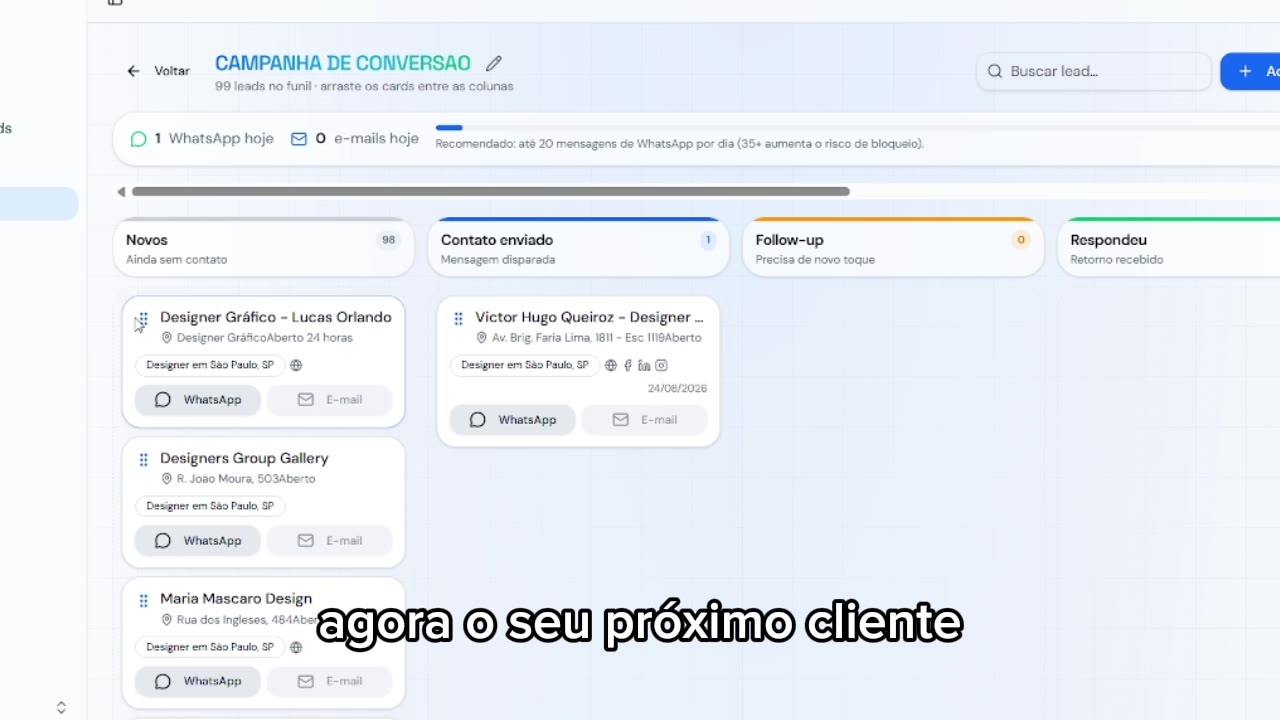 Voltar
CAMPANHA DE CONVERSAO
99 leads no funil · arraste os cards entre as colunas
Buscar lead...
ds
1 WhatsApp hoje
0 e-mails hoje
Recomendado: até 20 mensagens de WhatsApp por dia (35+ aumenta o risco de bloqueio).
Novos
98
Ainda sem contato
Contato enviado
1
Mensagem disparada
Follow-up
0
Precisa de novo toque
Respondeu
Retorno recebido
Designer Gráfico - Lucas Orlando
Designer GráficoAberto 24 horas
Designer em São Paulo, SP
WhatsApp
E-mail
Designers Group Gallery
R. João Moura, 503Aberto
Designer em São Paulo, SP
WhatsApp
E-mail
Maria Mascaro Design
Rua dos Ingleses, 484Aber
Designer em São Paulo, SP
WhatsApp
E-mail
Victor Hugo Queiroz - Designer ...
Av. Brig. Faria Lima, 1811 - Esc 1119Aberto
Designer em São Paulo, SP
24/08/2026
WhatsApp
E-mail
agora o seu próximo cliente